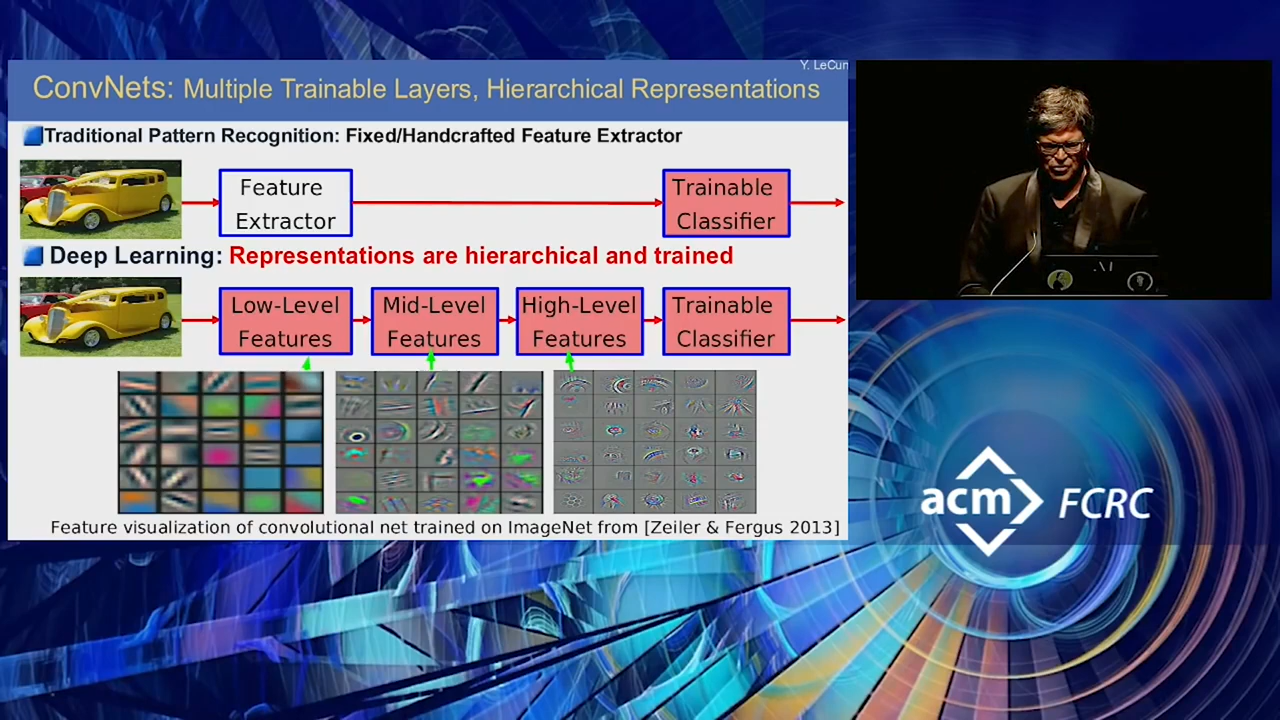 Y. LeCun
ConvNets: Multiple Trainable Layers, Hierarchical Representations
Traditional Pattern Recognition: Fixed/Handcrafted Feature Extractor
Feature
Extractor
Trainable
Classifier
Deep Learning: Representations are hierarchical and trained
Low-Level
Features
Mid-Level
Features
High-Level
Features
Trainable
Classifier
Feature visualization of convolutional net trained on ImageNet from [Zeiler & Fergus 2013]
acm FCRC